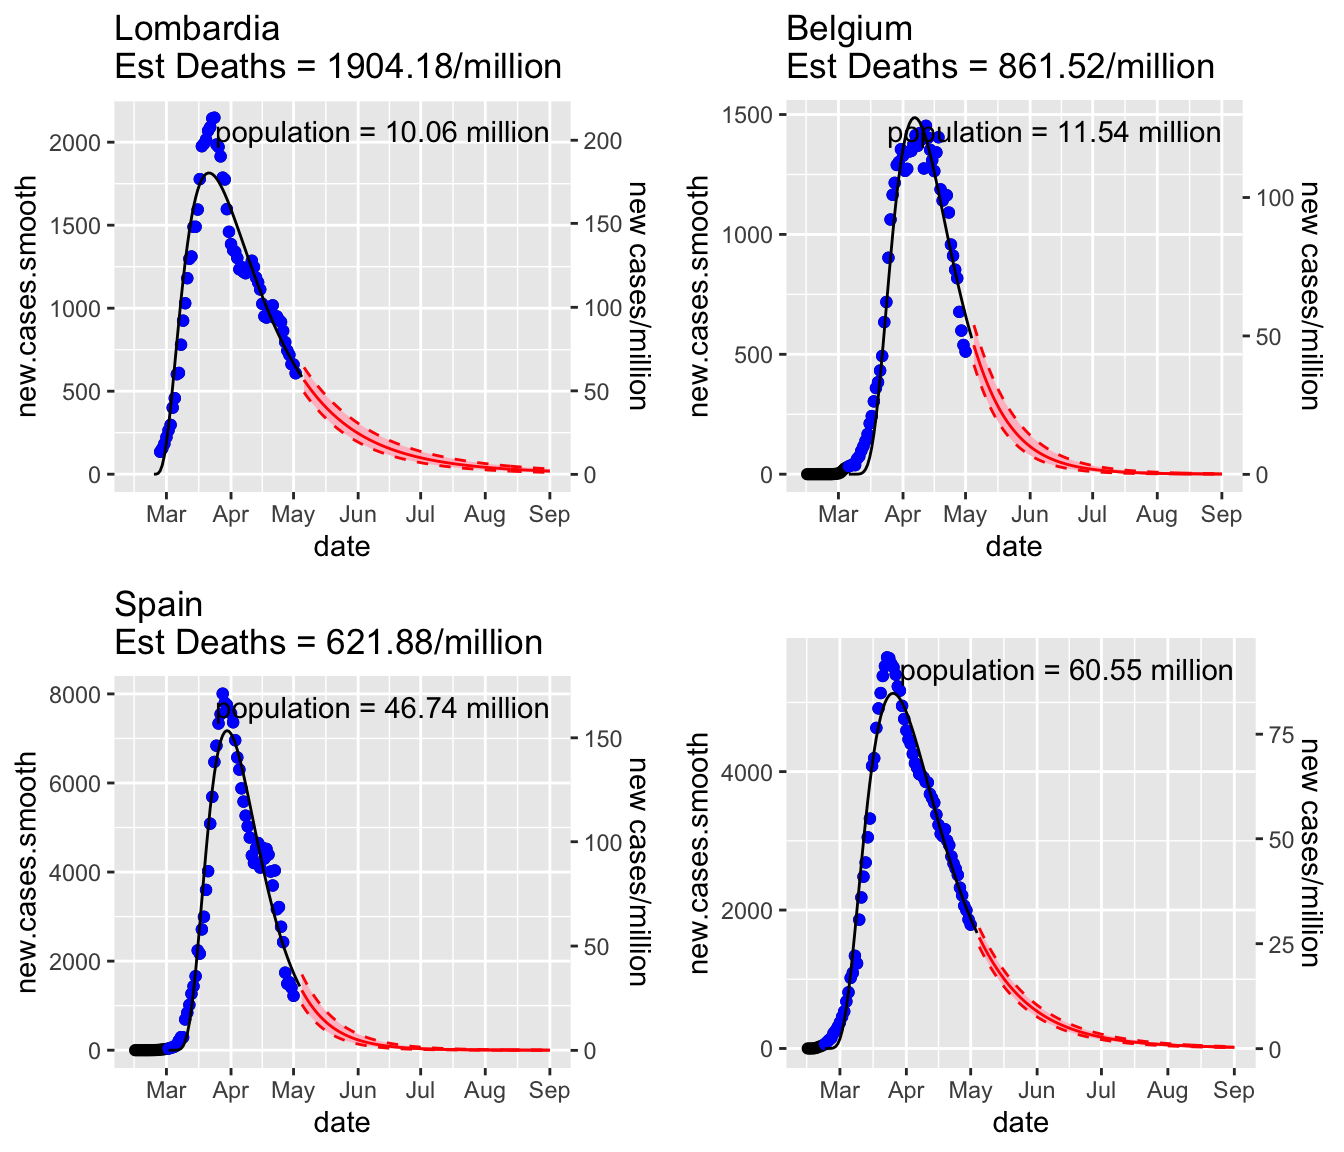 Lombardia
Est Deaths = 1904.18/million
population = 10.06 million
new.cases.smooth
2000
1500
1000
500
0
200
150
100
50
0
new cases/million
Mar Apr May Jun Jul Aug Sep
date
Belgium
Est Deaths = 861.52/million
population = 11.54 million
new.cases.smooth
1500
1000
500
0
100
50
0
new cases/million
Mar Apr May Jun Jul Aug Sep
date
Spain
Est Deaths = 621.88/million
population = 46.74 million
new.cases.smooth
8000
6000
4000
2000
0
150
100
50
0
new cases/million
Mar Apr May Jun Jul Aug Sep
date
population = 60.55 million
new.cases.smooth
4000
2000
0
75
50
25
0
new cases/million
Mar Apr May Jun Jul Aug Sep
date